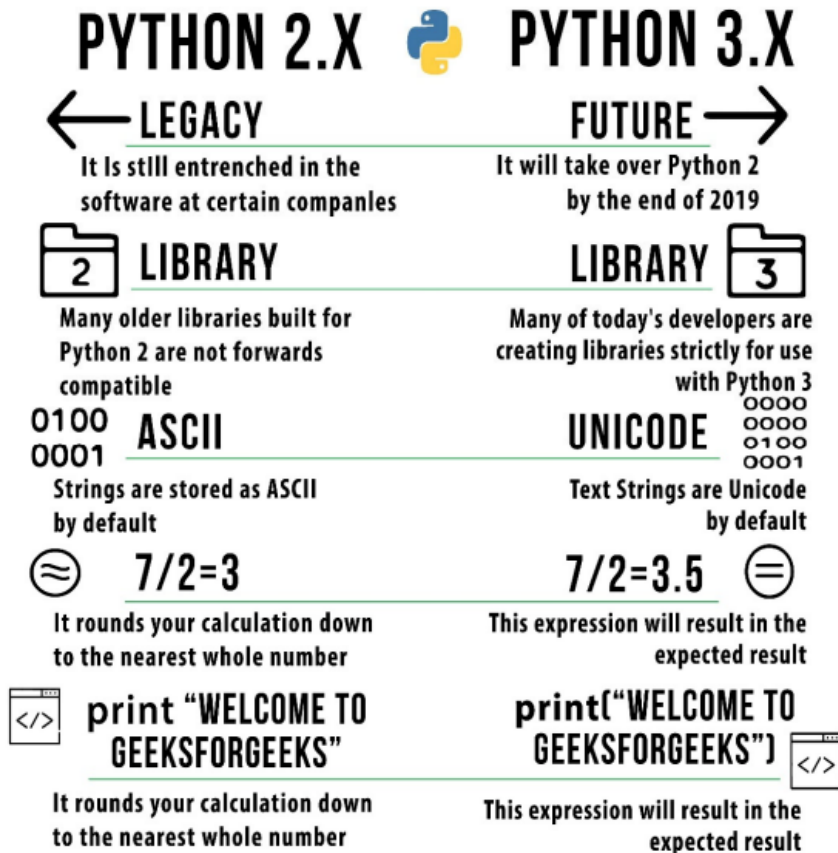 PYTHON 2.X
PYTHON 3.X
LEGACY
It Is stIll entrenched in the
software at certain companIes
FUTURE
It will take over Python 2
by the end of 2019
2
LIBRARY
Many older libraries built for
Python 2 are not forwards
compatible
LIBRARY
3
Many of today's developers are
creating libraries strictly for use
with Python 3
0100
0001
ASCII
Strings are stored as ASCII
by default
UNICODE
0000
0000
0100
0001
Text Strings are Unicode
by default
7/2=3
It rounds your calculation down
to the nearest whole number
7/2=3.5
This expression will result in the
expected result
</>
print “WELCOME TO
GEEKSFORGEEKS”
It rounds your calculation down
to the nearest whole number
print(“WELCOME TO
GEEKSFORGEEKS”)
</>
This expression will result in the
expected result